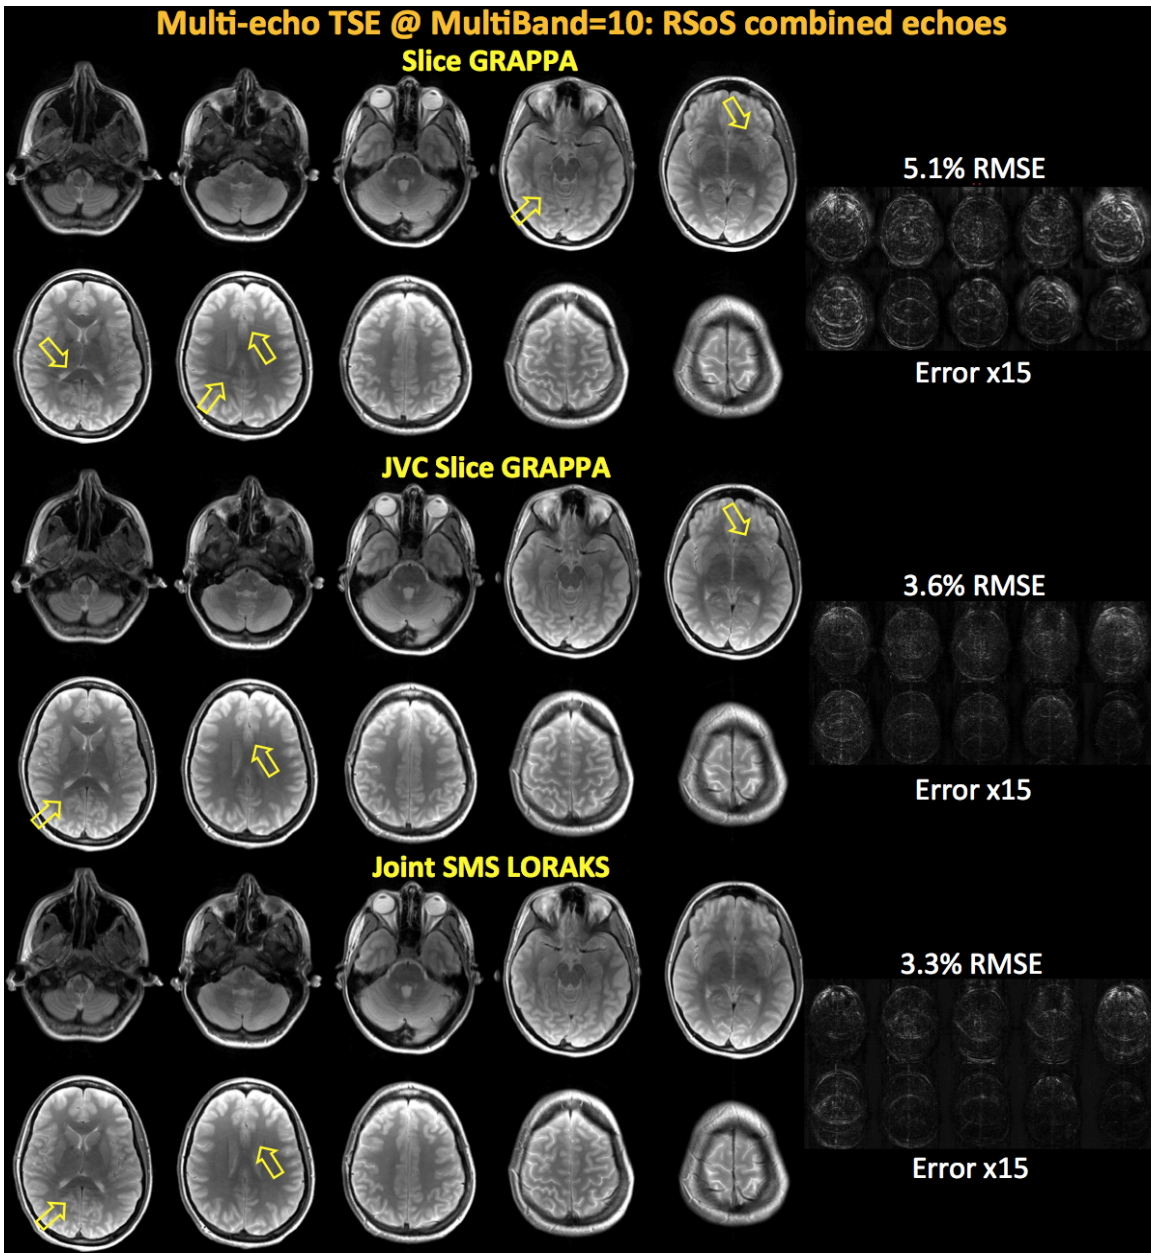 Multi-echo TSE @ MultiBand=10: RSoS combined echoes
Slice GRAPPA
5.1% RMSE
Error x15
JVC Slice GRAPPA
3.6% RMSE
Error x15
Joint SMS LORAKS
3.3% RMSE
Error x15